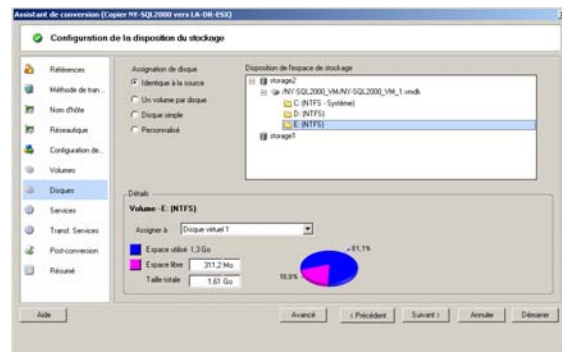 Assistant de conversion (Copier NY-SQL2000 vers LA-DR-ESX)
Configuration de la disposition du stockage
Références
Méthode de tran...
Nom d'hôte
Réseautique
Configuration de...
Volumes
Disques
Services
Transf. Services
Post-conversion
Résumé
Assignation de disque
Identique à la source
Un volume par disque
Disque simple
Personnalisé
Disposition de l'espace de stockage
storage2
/NY-SQL2000_VM/NY-SQL2000_VM_1.vmdk
C: (NTFS - Système)
D: (NTFS)
E: (NTFS)
storage1
Détails
Volume - E: (NTFS)
Assigner à Disque virtuel 1
Espace utilisé 1,3 Go
Espace libre 311,2 Mo
Taille totale 1,61 Go
81,1%
18,9%
Aide
Avancé
< Précédent
Suivant >
Annuler
Démarrer